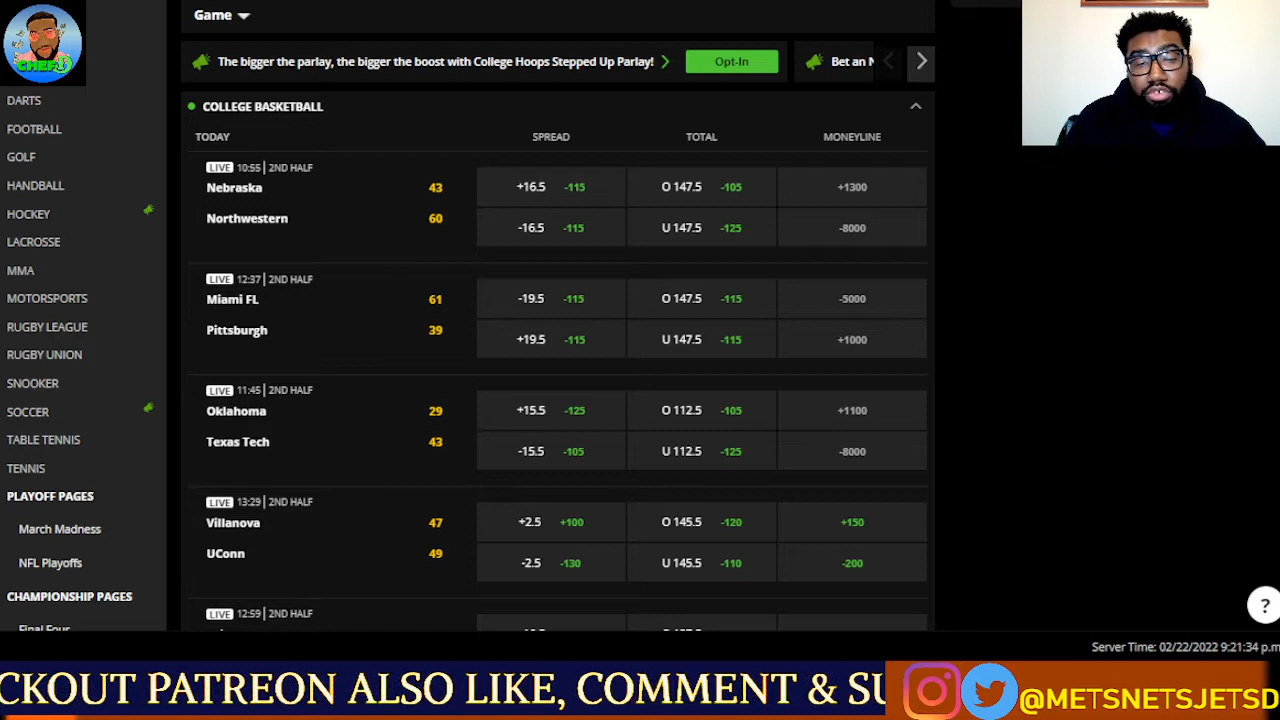 Game
CHEF
The bigger the parlay, the bigger the boost with College Hoops Stepped Up Parlay!
Opt-In
Bet an
DARTS
FOOTBALL
GOLF
HANDBALL
HOCKEY
LACROSSE
MMA
MOTORSPORTS
RUGBY LEAGUE
RUGBY UNION
SNOOKER
SOCCER
TABLE TENNIS
TENNIS
PLAYOFF PAGES
March Madness
NFL Playoffs
CHAMPIONSHIP PAGES
Final Four
COLLEGE BASKETBALL
TODAY SPREAD TOTAL MONEYLINE
LIVE 10:55 | 2ND HALF
Nebraska 43 +16.5 -115 O 147.5 -105 +1300
Northwestern 60 -16.5 -115 U 147.5 -125 -8000
LIVE 12:37 | 2ND HALF
Miami FL 61 -19.5 -115 O 147.5 -115 -5000
Pittsburgh 39 +19.5 -115 U 147.5 -115 +1000
LIVE 11:45 | 2ND HALF
Oklahoma 29 +15.5 -125 O 112.5 -105 +1100
Texas Tech 43 -15.5 -105 U 112.5 -125 -8000
LIVE 13:29 | 2ND HALF
Villanova 47 +2.5 +100 O 145.5 -120 +150
UConn 49 -2.5 -130 U 145.5 -110 -200
LIVE 12:59 | 2ND HALF
?
Server Time: 02/22/2022 9:21:34 p.m
CKOUT PATREON ALSO LIKE, COMMENT & SU
@METSNETSJETSD